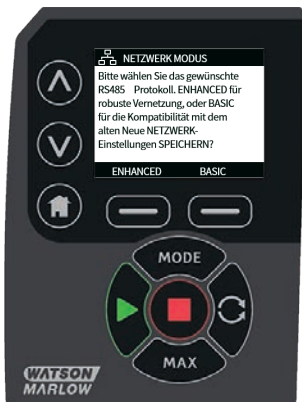 NETZWERK MODUS
Bitte wählen Sie das gewünschte
RS485 Protokoll. ENHANCED für
robuste Vernetzung, oder BASIC
für die Kompatibilität mit dem
alten Neue NETZWERK-
Einstellungen SPEICHERN?
ENHANCED BASIC
MODE
MAX
WATSON
MARLOW